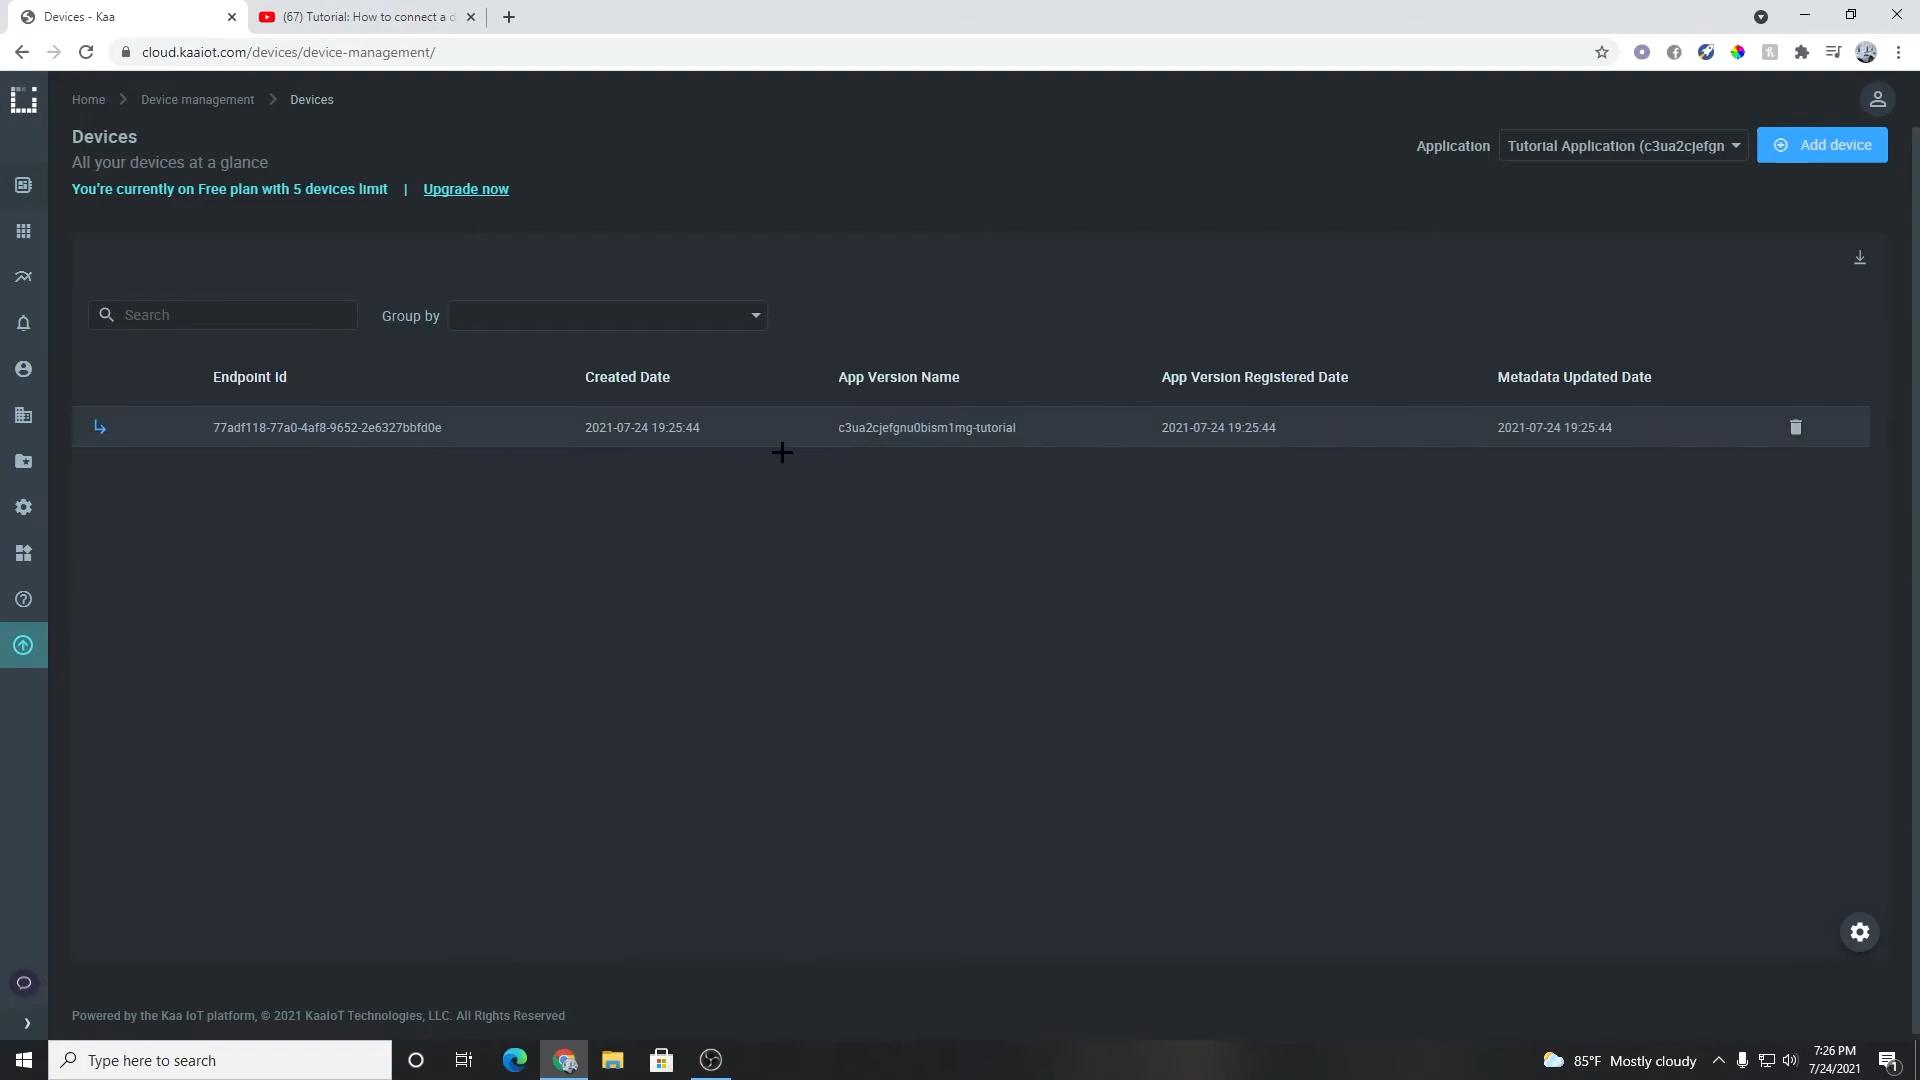 Devices - Kaa
(67) Tutorial: How to connect a d
cloud.kaaiot.com/devices/device-management/
Home
Device management
Devices
Devices
All your devices at a glance
Application
Tutorial Application (c3ua2cjefgn
Add device
You're currently on Free plan with 5 devices limit | Upgrade now
Search
Group by
Endpoint Id
Created Date
App Version Name
App Version Registered Date
Metadata Updated Date
77adf118-77a0-4af8-9652-2e6327bbfd0e
2021-07-24 19:25:44
c3ua2cjefgnu0bism1mg-tutorial
2021-07-24 19:25:44
2021-07-24 19:25:44
Powered by the Kaa IoT platform, © 2021 KaaIoT Technologies, LLC. All Rights Reserved
Type here to search
85°F Mostly cloudy
7:26 PM
7/24/2021
1